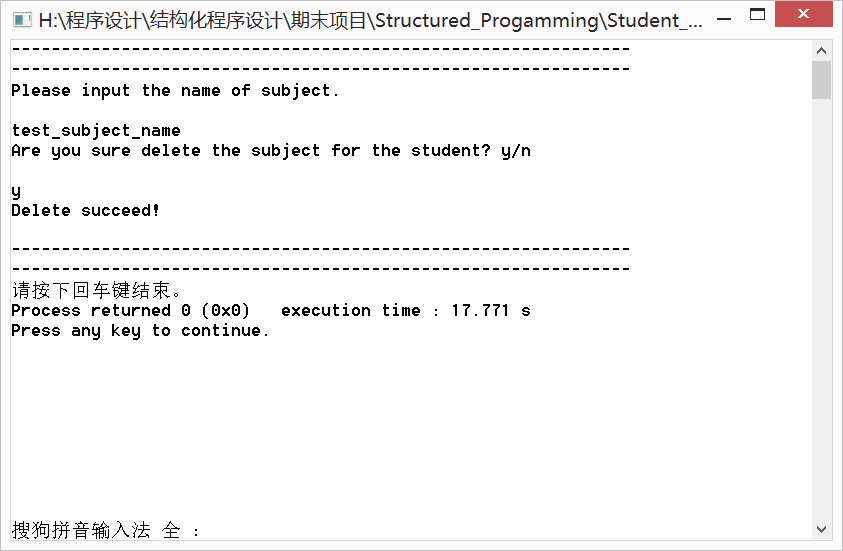 H:\程序设计\结构化程序设计\期末项目\Structured_Progamming\Student_...
--------------------------------------------------------------
--------------------------------------------------------------
Please input the name of subject.
test_subject_name
Are you sure delete the subject for the student? y/n
y
Delete succeed!
--------------------------------------------------------------
--------------------------------------------------------------
请按下回车键结束。
Process returned 0 (0x0)   execution time : 17.771 s
Press any key to continue.
搜狗拼音输入法 全 :